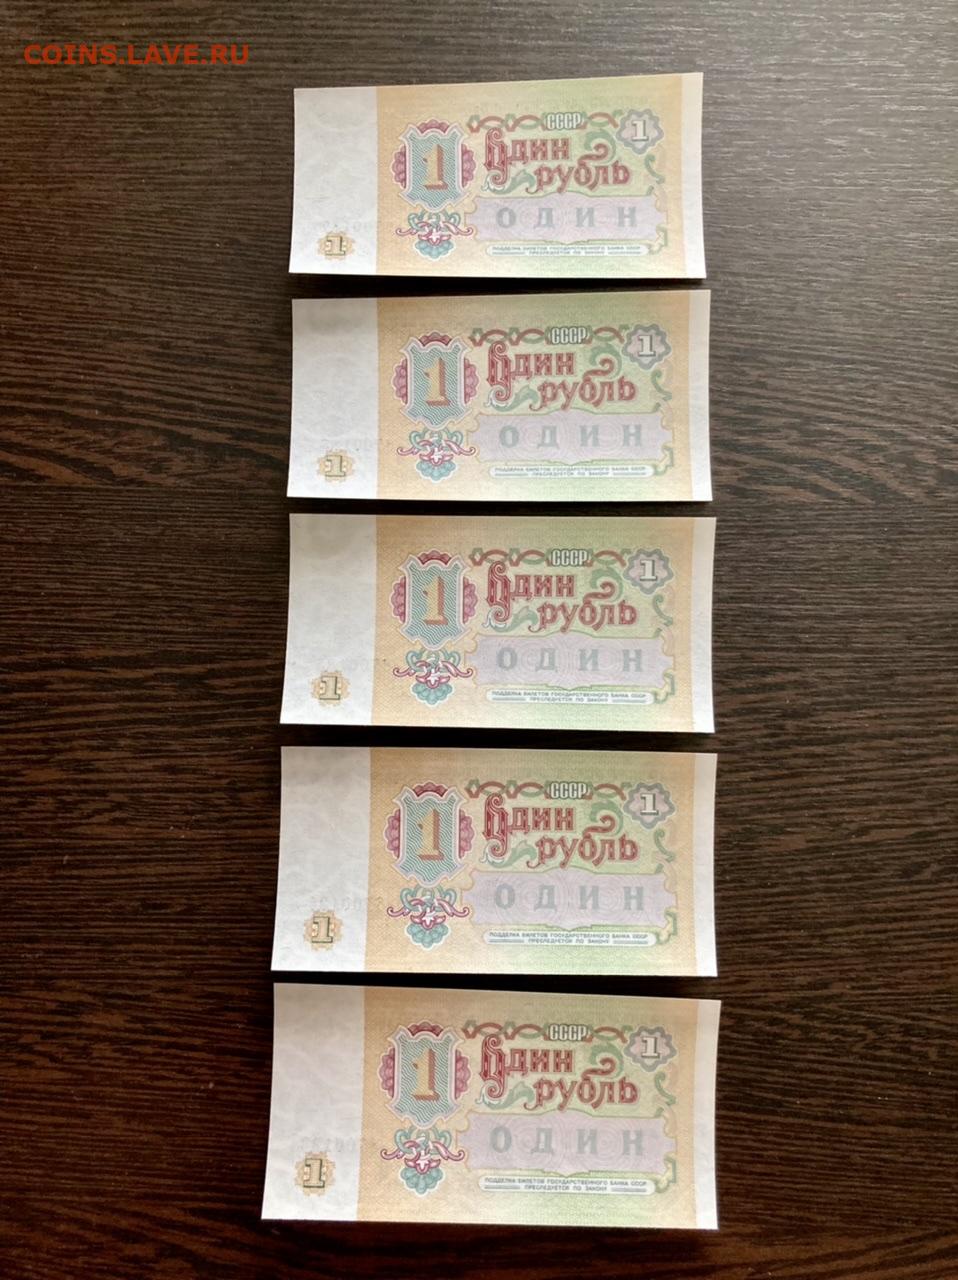 COINS.LAVE.RU
СССР 1
1 Один
рубль
ОДИН
1
ПОДДЕЛКА БИЛЕТОВ ГОСУДАРСТВЕННОГО БАНКА СССР
ПРЕСЛЕДУЕТСЯ ПО ЗАКОНУ
СССР 1
1 Один
рубль
ОДИН
1
ПОДДЕЛКА БИЛЕТОВ ГОСУДАРСТВЕННОГО БАНКА СССР
ПРЕСЛЕДУЕТСЯ ПО ЗАКОНУ
СССР 1
1 Один
рубль
ОДИН
1
ПОДДЕЛКА БИЛЕТОВ ГОСУДАРСТВЕННОГО БАНКА СССР
ПРЕСЛЕДУЕТСЯ ПО ЗАКОНУ
СССР 1
1 Один
рубль
ОДИН
1
ПОДДЕЛКА БИЛЕТОВ ГОСУДАРСТВЕННОГО БАНКА СССР
ПРЕСЛЕДУЕТСЯ ПО ЗАКОНУ
СССР 1
1 Один
рубль
ОДИН
1
ПОДДЕЛКА БИЛЕТОВ ГОСУДАРСТВЕННОГО БАНКА СССР
ПРЕСЛЕДУЕТСЯ ПО ЗАКОНУ